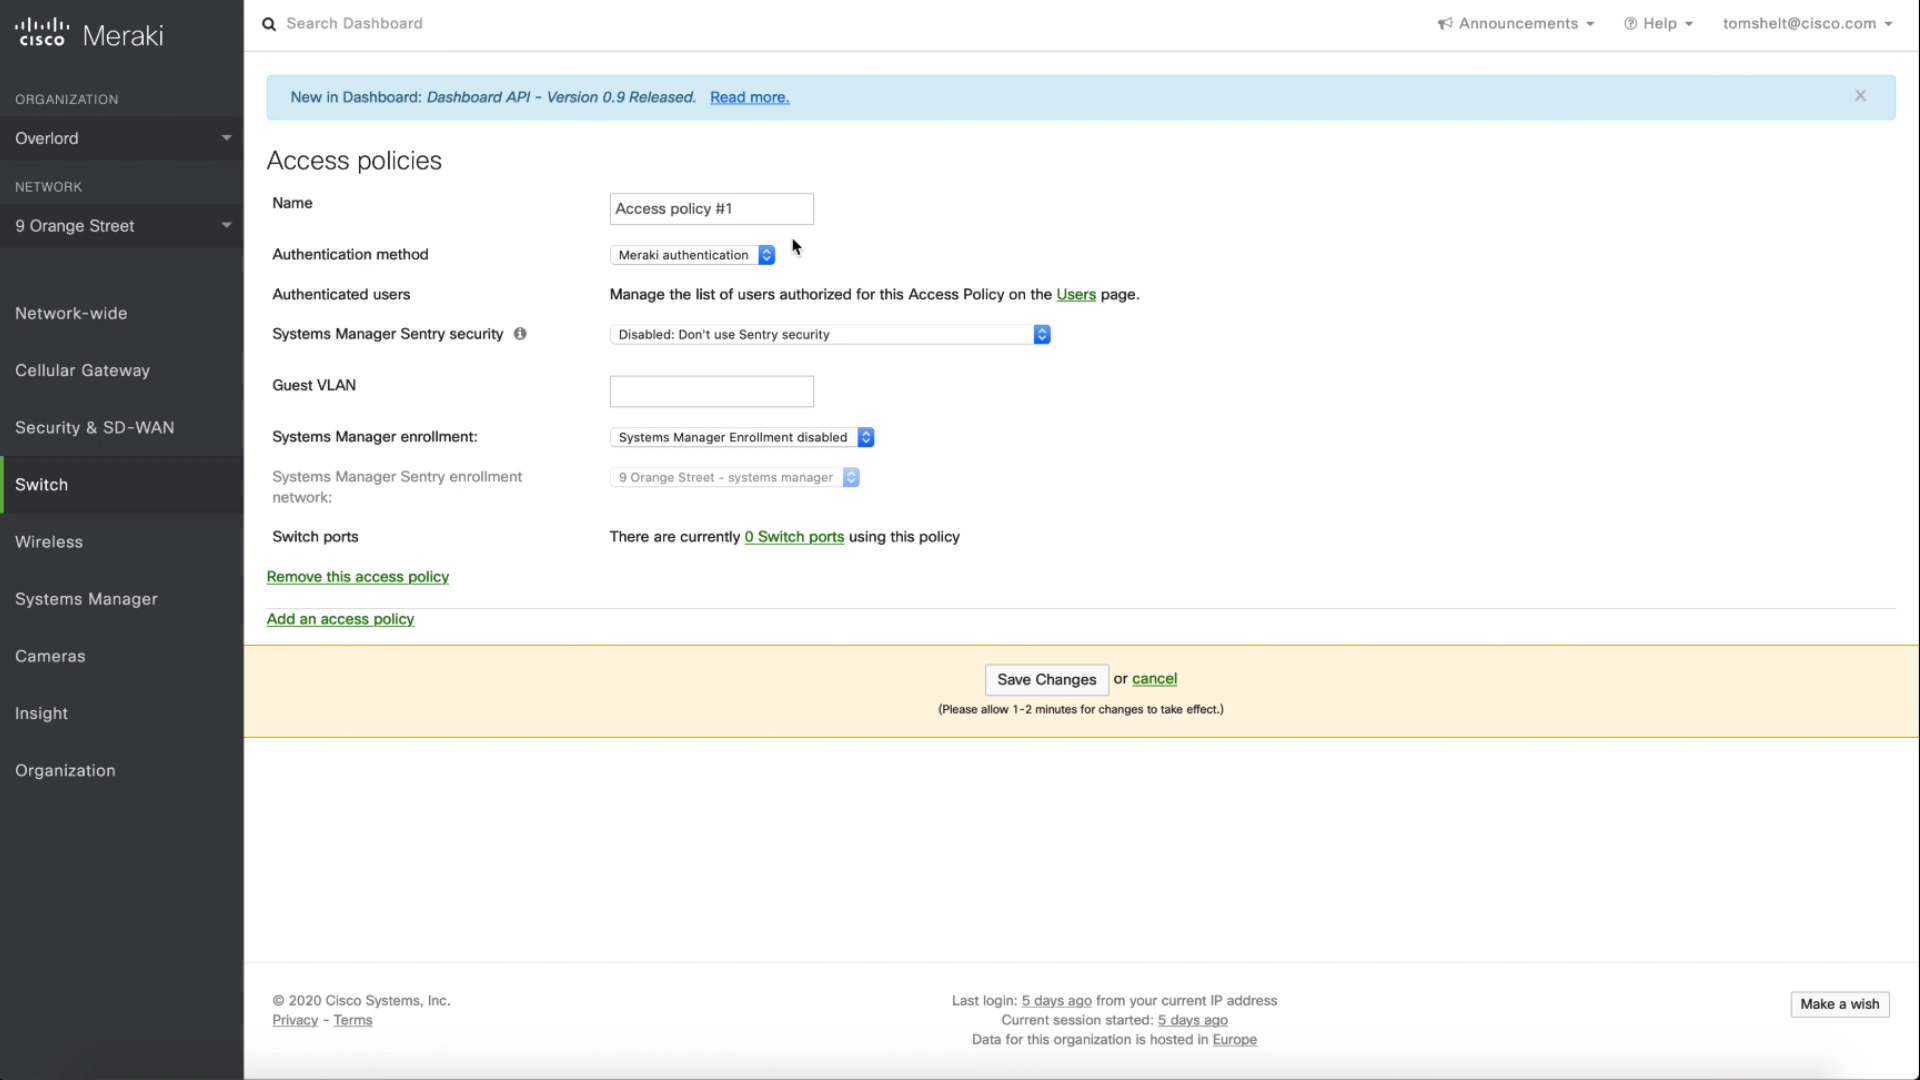 cisco Meraki
Search Dashboard
Announcements
Help
tomshelt@cisco.com
ORGANIZATION
Overlord
NETWORK
9 Orange Street
Network-wide
Cellular Gateway
Security & SD-WAN
Switch
Wireless
Systems Manager
Cameras
Insight
Organization
New in Dashboard: Dashboard API - Version 0.9 Released. Read more.
Access policies
Name
Access policy #1
Authentication method
Meraki authentication
Authenticated users
Manage the list of users authorized for this Access Policy on the Users page.
Systems Manager Sentry security
Disabled: Don't use Sentry security
Guest VLAN
Systems Manager enrollment:
Systems Manager Enrollment disabled
Systems Manager Sentry enrollment
network:
9 Orange Street - systems manager
Switch ports
There are currently 0 Switch ports using this policy
Remove this access policy
Add an access policy
Save Changes or cancel
(Please allow 1-2 minutes for changes to take effect.)
© 2020 Cisco Systems, Inc.
Privacy - Terms
Last login: 5 days ago from your current IP address
Current session started: 5 days ago
Data for this organization is hosted in Europe
Make a wish